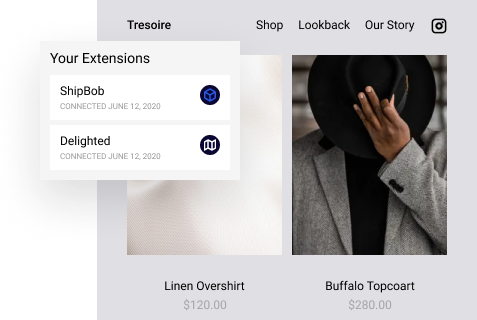 Tresoire
Shop
Lookback
Our Story
Your Extensions
ShipBob
CONNECTED JUNE 12, 2020
Delighted
CONNECTED JUNE 12, 2020
Linen Overshirt
$120.00
Buffalo Topcoart
$280.00